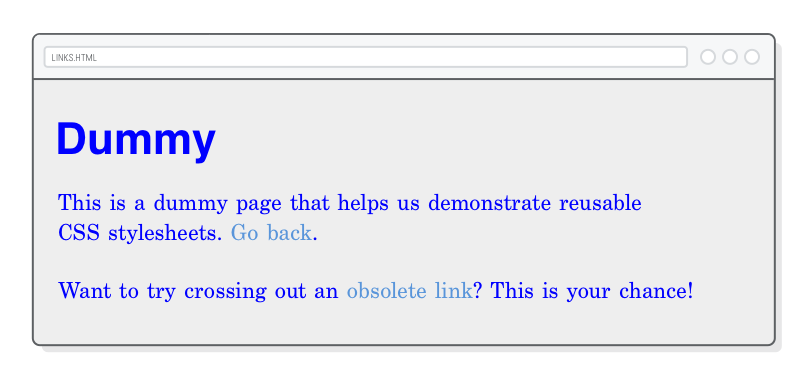 LINKS.HTML
Dummy
This is a dummy page that helps us demonstrate reusable
CSS stylesheets. Go back.
Want to try crossing out an obsolete link? This is your chance!